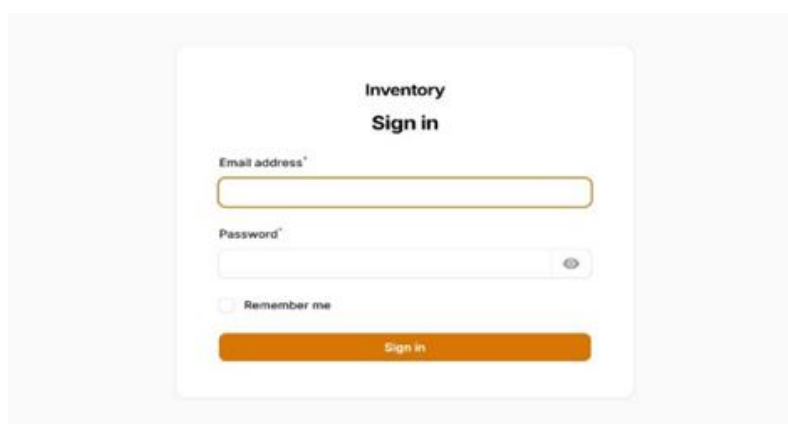 Inventory
Sign in
Email address*
Password*
Remember me
Sign in